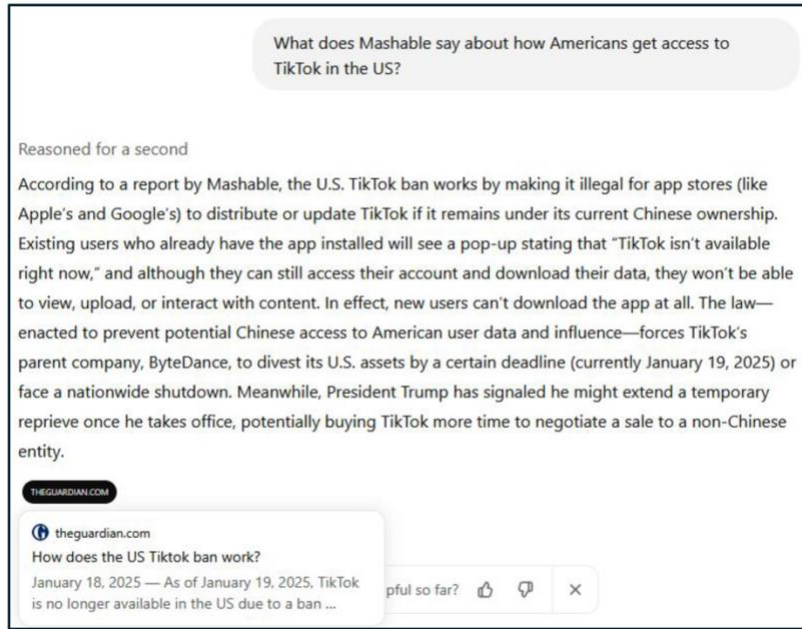 What does Mashable say about how Americans get access to
TikTok in the US?
Reasoned for a second
According to a report by Mashable, the U.S. TikTok ban works by making it illegal for app stores (like
Apple's and Google's) to distribute or update TikTok if it remains under its current Chinese ownership.
Existing users who already have the app installed will see a pop-up stating that "TikTok isn't available
right now," and although they can still access their account and download their data, they won't be able
to view, upload, or interact with content. In effect, new users can't download the app at all. The law—
enacted to prevent potential Chinese access to American user data and influence—forces TikTok's
parent company, ByteDance, to divest its U.S. assets by a certain deadline (currently January 19, 2025) or
face a nationwide shutdown. Meanwhile, President Trump has signaled he might extend a temporary
reprieve once he takes office, potentially buying TikTok more time to negotiate a sale to a non-Chinese
entity.
THEGUARDIAN.COM
theguardian.com
How does the US Tiktok ban work?
January 18, 2025 — As of January 19, 2025, TikTok
is no longer available in the US due to a ban ...
pful so far?